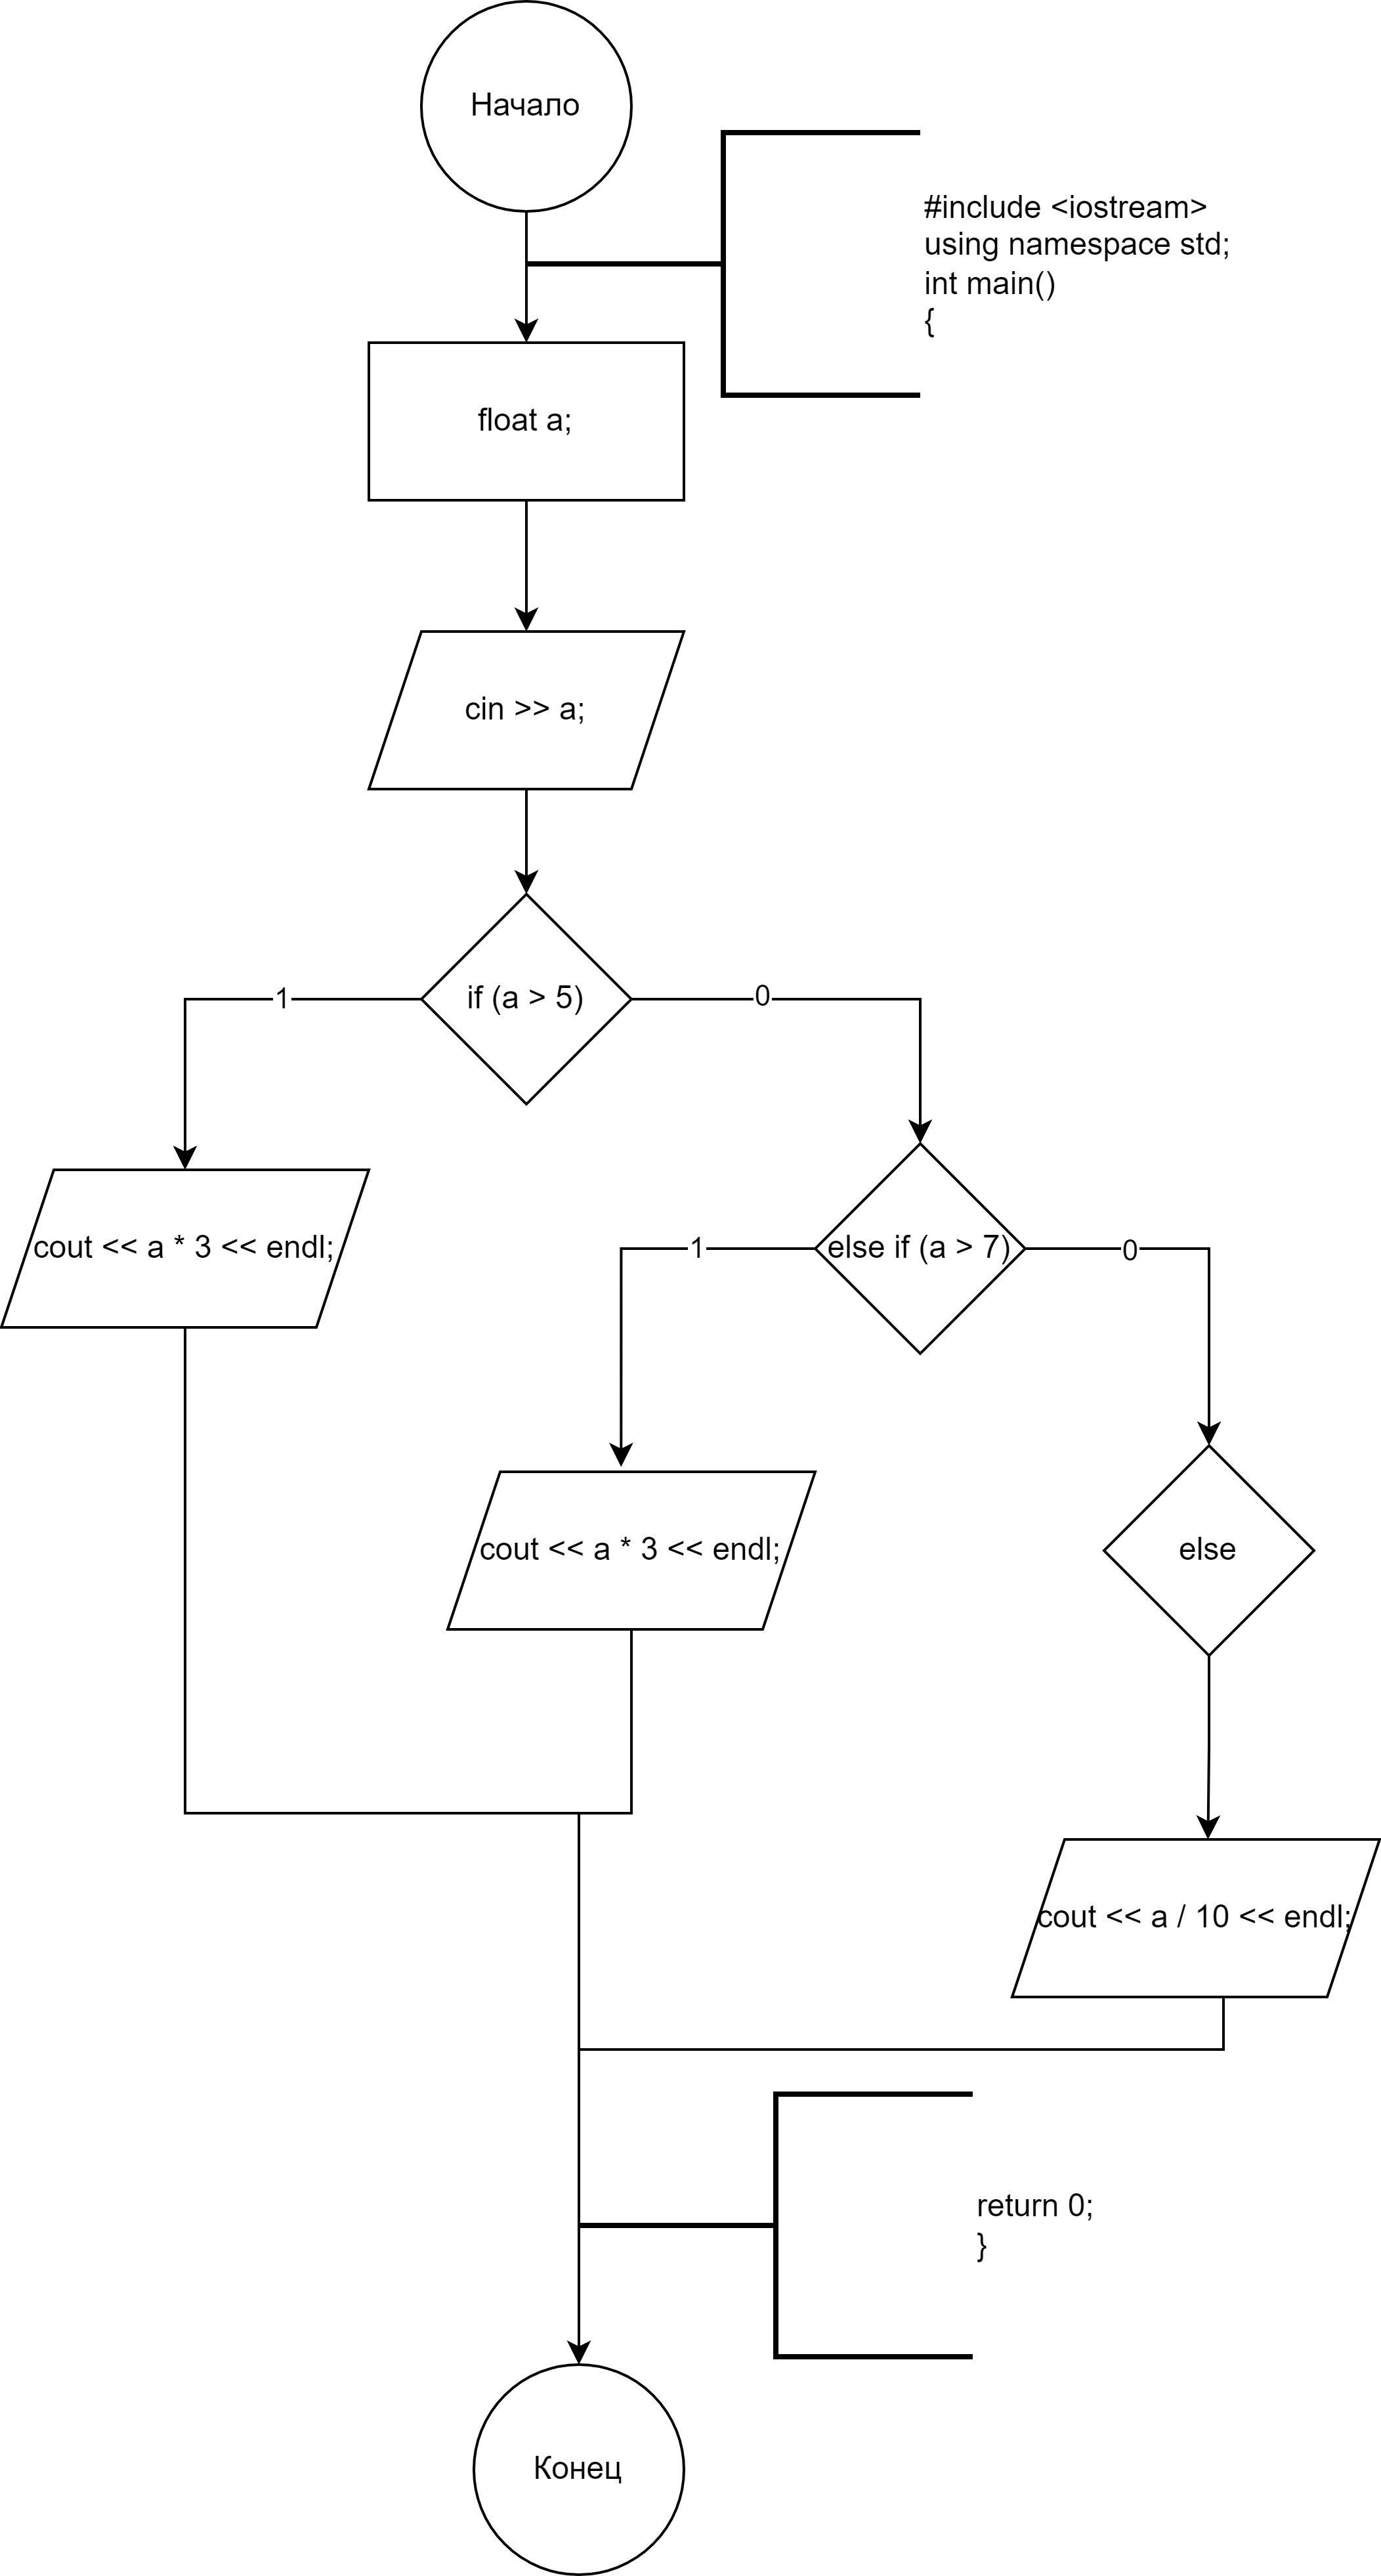 Начало
#include <iostream>
using namespace std;
int main()
{
float a;
cin >> a;
if (a > 5)
1
0
cout << a * 3 << endl;
else if (a > 7)
1
0
cout << a * 3 << endl;
else
cout << a / 10 << endl;
return 0;
}
Конец